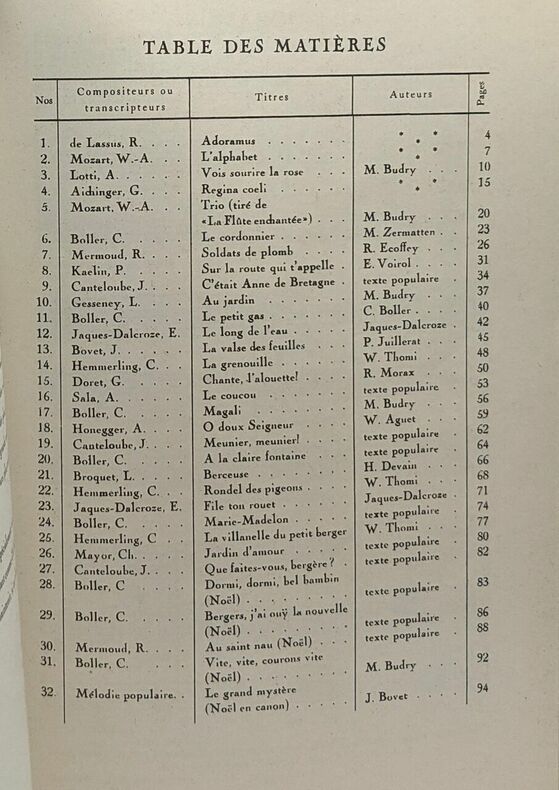 TABLE DES MATIÈRES
Nos Compositeurs ou transcripteurs Titres Auteurs Pages
1. de Lassus, R. . . . Adoramus . . . . . . . * * * 4
2. Mozart, W.-A. . . . L'alphabet . . . . . . . * * * 7
3. Lotti, A. . . . . Vois sourire la rose . . . . M. Budry . . . 10
4. Aichinger, G. . . . Regina coeli . . . . . . * * * 15
5. Mozart, W.-A. . . . Trio (tiré de
«La Flûte enchantée») . . . M. Budry . . . 20
6. Boller, C. . . . . Le cordonnier . . . . . M. Zermatten . . 23
7. Mermoud, R. . . . . Soldats de plomb . . . . R. Ecoffey . . . 26
8. Kaelin, P. . . . . Sur la route qui t'appelle . E. Voirol . . . . 31
9. Canteloube, J. . . . C'était Anne de Bretagne . texte populaire . 34
10. Gesseney, L. . . . . Au jardin . . . . . . . M. Budry . . . 37
11. Boller, C. . . . . Le petit gas . . . . . . C. Boller . . . . 40
12. Jaques-Dalcroze, E. Le long de l'eau . . . . . Jaques-Dalcroze . 42
13. Bovet, J. . . . . La valse des feuilles . . . P. Juillerat . . . 45
14. Hemmerling, C. . . La grenouille . . . . . W. Thomi . . . 48
15. Doret, G. . . . . Chante, l'alouette! . . . . R. Morax . . . 50
16. Sala, A. . . . . Le coucou . . . . . . texte populaire . 53
17. Boller, C. . . . . Magali . . . . . . . M. Budry . . . 56
18. Honegger, A. . . . O doux Seigneur . . . . W. Aguet . . . 59
19. Canteloube, J. . . . Meunier, meunier! . . . . texte populaire . 62
20. Boller, C. . . . . A la claire fontaine . . . texte populaire . 64
21. Broquet, L. . . . . Berceuse . . . . . . . H. Devain . . . 66
22. Hemmerling, C. . . Rondel des pigeons . . . . W. Thomi . . . 68
23. Jaques-Dalcroze, E. File ton rouet . . . . . Jaques-Dalcroze . 71
24. Boller, C. . . . . Marie-Madelon . . . . . texte populaire . 74
25. Hemmerling, C . . . La villanelle du petit berger W. Thomi . . . 77
26. Mayor, Ch. . . . . Jardin d'amour . . . . . texte populaire . 80
27. Canteloube, J. . . . Que faites-vous, bergère? . texte populaire . 82
28. Boller, C . . . . Dormi, dormi, bel bambin
(Noël) . . . . . . . . texte populaire . 83
29. Boller, C. . . . . Bergers, j'ai ouÿ la nouvelle
(Noël) . . . . . . . . texte populaire . 86
30. Mermoud, R. . . . . Au saint nau (Noël) . . . texte populaire . 88
31. Boller, C. . . . . Vite, vite, courons vite
(Noël) . . . . . . . . M. Budry . . . 92
32. Mélodie populaire. . Le grand mystère
(Noël en canon) . . . . . J. Bovet . . . . 94